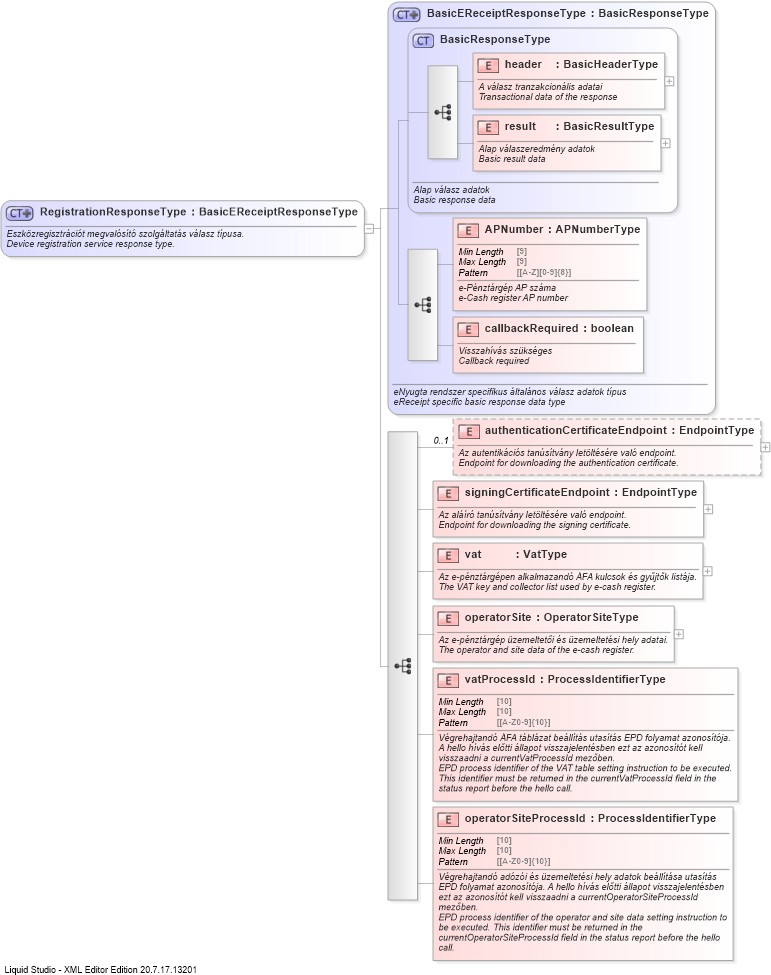 CT BasicEReceiptResponseType : BasicResponseType
CT BasicResponseType
E header : BasicHeaderType
A válasz tranzakcionális adatai
Transactional data of the response
E result : BasicResultType
Alap válaszeredmény adatok
Basic result data
Alap válasz adatok
Basic response data
CT RegistrationResponseType : BasicEReceiptResponseType
Eszközregisztrációt megvalósító szolgáltatás válasz típusa.
Device registration service response type.
E APNumber : APNumberType
Min Length [9]
Max Length [9]
Pattern [[A-Z][0-9]{8}]
e-Pénztárgép AP száma
e-Cash register AP number
E callbackRequired : boolean
Visszahívás szükséges
Callback required
eNyugta rendszer specifikus általános válasz adatok típus
eReceipt specific basic response data type
0..1
E authenticationCertificateEndpoint : EndpointType
Az autentikációs tanúsítvány letöltésére való endpoint.
Endpoint for downloading the authentication certificate.
E signingCertificateEndpoint : EndpointType
Az aláíró tanúsítvány letöltésére való endpoint.
Endpoint for downloading the signing certificate.
E vat : VatType
Az e-pénztárgépen alkalmazandó ÁFA kulcsok és gyűjtők listája.
The VAT key and collector list used by e-cash register.
E operatorSite : OperatorSiteType
Az e-pénztárgép üzemeltetői és üzemeltetési hely adatai.
The operator and site data of the e-cash register.
E vatProcessId : ProcessIdentifierType
Min Length [10]
Max Length [10]
Pattern [[A-Z0-9]{10}]
Végrehajtandó ÁFA táblázat beállítás utasítás EPD folyamat azonosítója.
A hello hívás előtti állapot visszajelentésben ezt az azonosítót kell
visszaadni a currentVatProcessId mezőben.
EPD process identifier of the VAT table setting instruction to be executed.
This identifier must be returned in the currentVatProcessId field in the
status report before the hello call.
E operatorSiteProcessId : ProcessIdentifierType
Min Length [10]
Max Length [10]
Pattern [[A-Z0-9]{10}]
Végrehajtandó adózói és üzemeltetési hely adatok beállítása utasítás
EPD folyamat azonosítója. A hello hívás előtti állapot visszajelentésben
ezt az azonosítót kell visszaadni a currentOperatorSiteProcessId
mezőben.
EPD process identifier of the operator and site data setting instruction to
be executed. This identifier must be returned in the
currentOperatorSiteProcessId field in the status report before the hello
call.
Liquid Studio - XML Editor Edition 20.7.17.13201